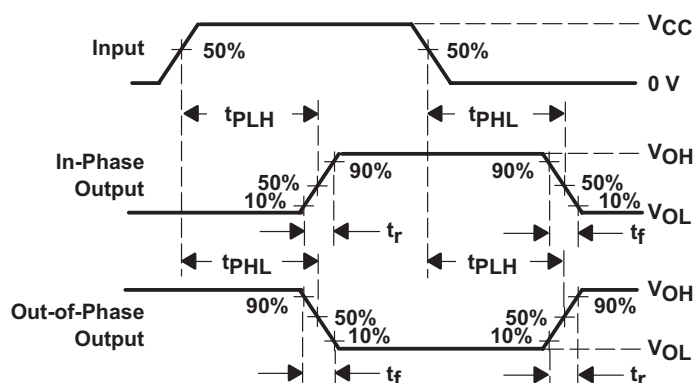 VCC
Input
50%
50%
0 V
tPLH
tPHL
In-Phase
Output
VOH
90%
90%
50%
50%
10%
10%
VOL
tr
tf
tPHL
tPLH
Out-of-Phase
Output
VOH
90%
90%
50%
50%
10%
10%
VOL
tf
tr